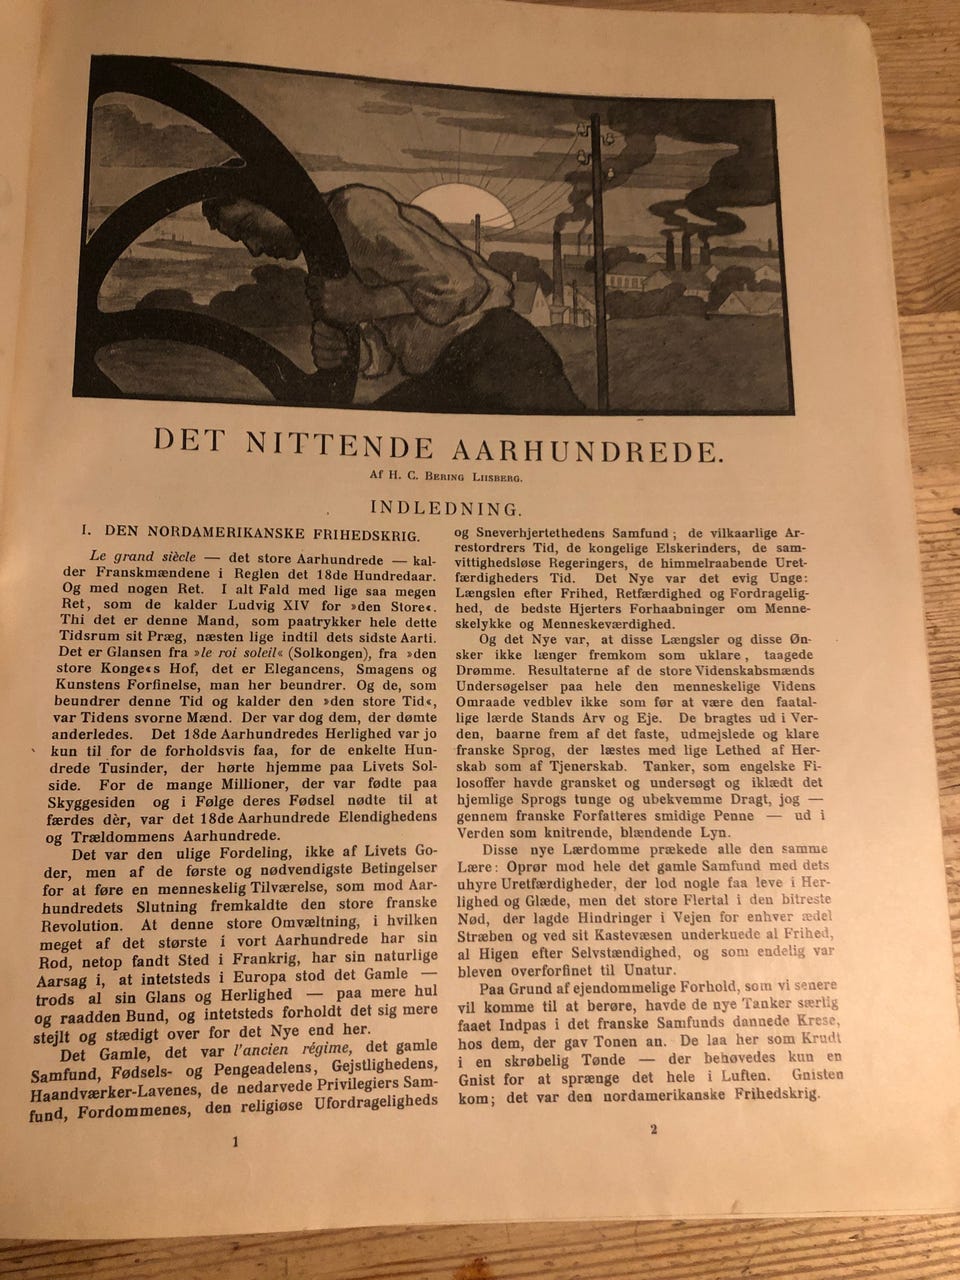 DET NITTENDE AARHUNDREDE.
Af H. C. Bering Liisberg.
INDLEDNING.
I. DEN NORDAMERIKANSKE FRIHEDSKRIG.
Le grand siècle — det store Aarhundrede — kal-
der Franskmændene i Reglen det 18de Hundredaar.
Og med nogen Ret. I alt Fald med lige saa megen
Ret, som de kalder Ludvig XIV for »den Store«.
Thi det er denne Mand, som paatrykker hele dette
Tidsrum sit Præg, næsten lige indtil dets sidste Aarti.
Det er Glansen fra »le roi soleil« (Solkongen), fra »den
store Konge«s Hof, det er Elegancens, Smagens og
Kunstens Forfinelse, man her beundrer. Og de, som
beundrer denne Tid og kalder den »den store Tid«,
var Tidens svorne Mænd. Der var dog dem, der dømte
anderledes. Det 18de Aarhundredes Herlighed var jo
kun til for de forholdsvis faa, for de enkelte Hun-
drede Tusinder, der hørte hjemme paa Livets Sol-
side. For de mange Millioner, der var fødte paa
Skyggesiden og i Følge deres Fødsel nødte til at
færdes dèr, var det 18de Aarhundrede Elendighedens
og Trældommens Aarhundrede.
Det var den ulige Fordeling, ikke af Livets Go-
der, men af de første og nødvendigste Betingelser
for at føre en menneskelig Tilværelse, som mod Aar-
hundredets Slutning fremkaldte den store franske
Revolution. At denne store Omvæltning, i hvilken
meget af det største i vort Aarhundrede har sin
Rod, netop fandt Sted i Frankrig, har sin naturlige
Aarsag i, at intetsteds i Europa stod det Gamle —
trods al sin Glans og Herlighed — paa mere hul
og raadden Bund, og intetsteds forholdt det sig mere
stejlt og stædigt over for det Nye end her.
Det Gamle, det var l'ancien régime, det gamle
Samfund, Fødsels- og Pengeadelens, Gejstlighedens,
Haandværker-Lavenes, de nedarvede Privilegiers Sam-
fund, Fordommenes, den religiøse Ufordrageligheds
1
og Sneverhjertethedens Samfund; de vilkaarlige Ar-
restordrers Tid, de kongelige Elskerinders, de sam-
vittighedsløse Regeringers, de himmelraabende Uret-
færdigheders Tid. Det Nye var det evig Unge:
Længslen efter Frihed, Retfærdighed og Fordragelig-
hed, de bedste Hjerters Forhaabninger om Menne-
skelykke og Menneskeværdighed.
Og det Nye var, at disse Længsler og disse Øn-
sker ikke længer fremkom som uklare, taagede
Drømme. Resultaterne af de store Videnskabsmænds
Undersøgelser paa hele den menneskelige Videns
Omraade vedblev ikke som før at være den faatal-
lige lærde Stands Arv og Eje. De bragtes ud i Ver-
den, baarne frem af det faste, udmejslede og klare
franske Sprog, der læstes med lige Lethed af Her-
skab som af Tjenerskab. Tanker, som engelske Fi-
losoffer havde gransket og undersøgt og iklædt det
hjemlige Sprogs tunge og ubekvemme Dragt, jog —
gennem franske Forfatteres smidige Penne — ud i
Verden som knitrende, blændende Lyn.
Disse nye Lærdomme prækede alle den samme
Lære: Oprør mod hele det gamle Samfund med dets
uhyre Uretfærdigheder, der lod nogle faa leve i Her-
lighed og Glæde, men det store Flertal i den bitreste
Nød, der lagde Hindringer i Vejen for enhver ædel
Stræben og ved sit Kastevæsen underkuede al Frihed,
al Higen efter Selvstændighed, og som endelig var
bleven overforfinet til Unatur.
Paa Grund af ejendommelige Forhold, som vi senere
vil komme til at berøre, havde de nye Tanker særlig
faaet Indpas i det franske Samfunds dannede Krese,
hos dem, der gav Tonen an. De laa her som Krudt
i en skrøbelig Tønde — der behøvedes kun en
Gnist for at sprænge det hele i Luften. Gnisten
kom; det var den nordamerikanske Frihedskrig.
2